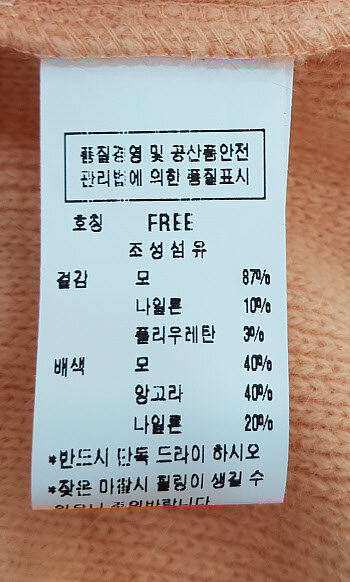 품질경영 및 공산품안전
관리법에 의한 품질표시
호칭 FREE
조성섬유
겉감 모 87%
나일론 10%
폴리우레탄 3%
배색 모 40%
앙고라 40%
나일론 20%
*반드시 단독 드라이 하시오
*잦은 마찰시 필링이 생길 수